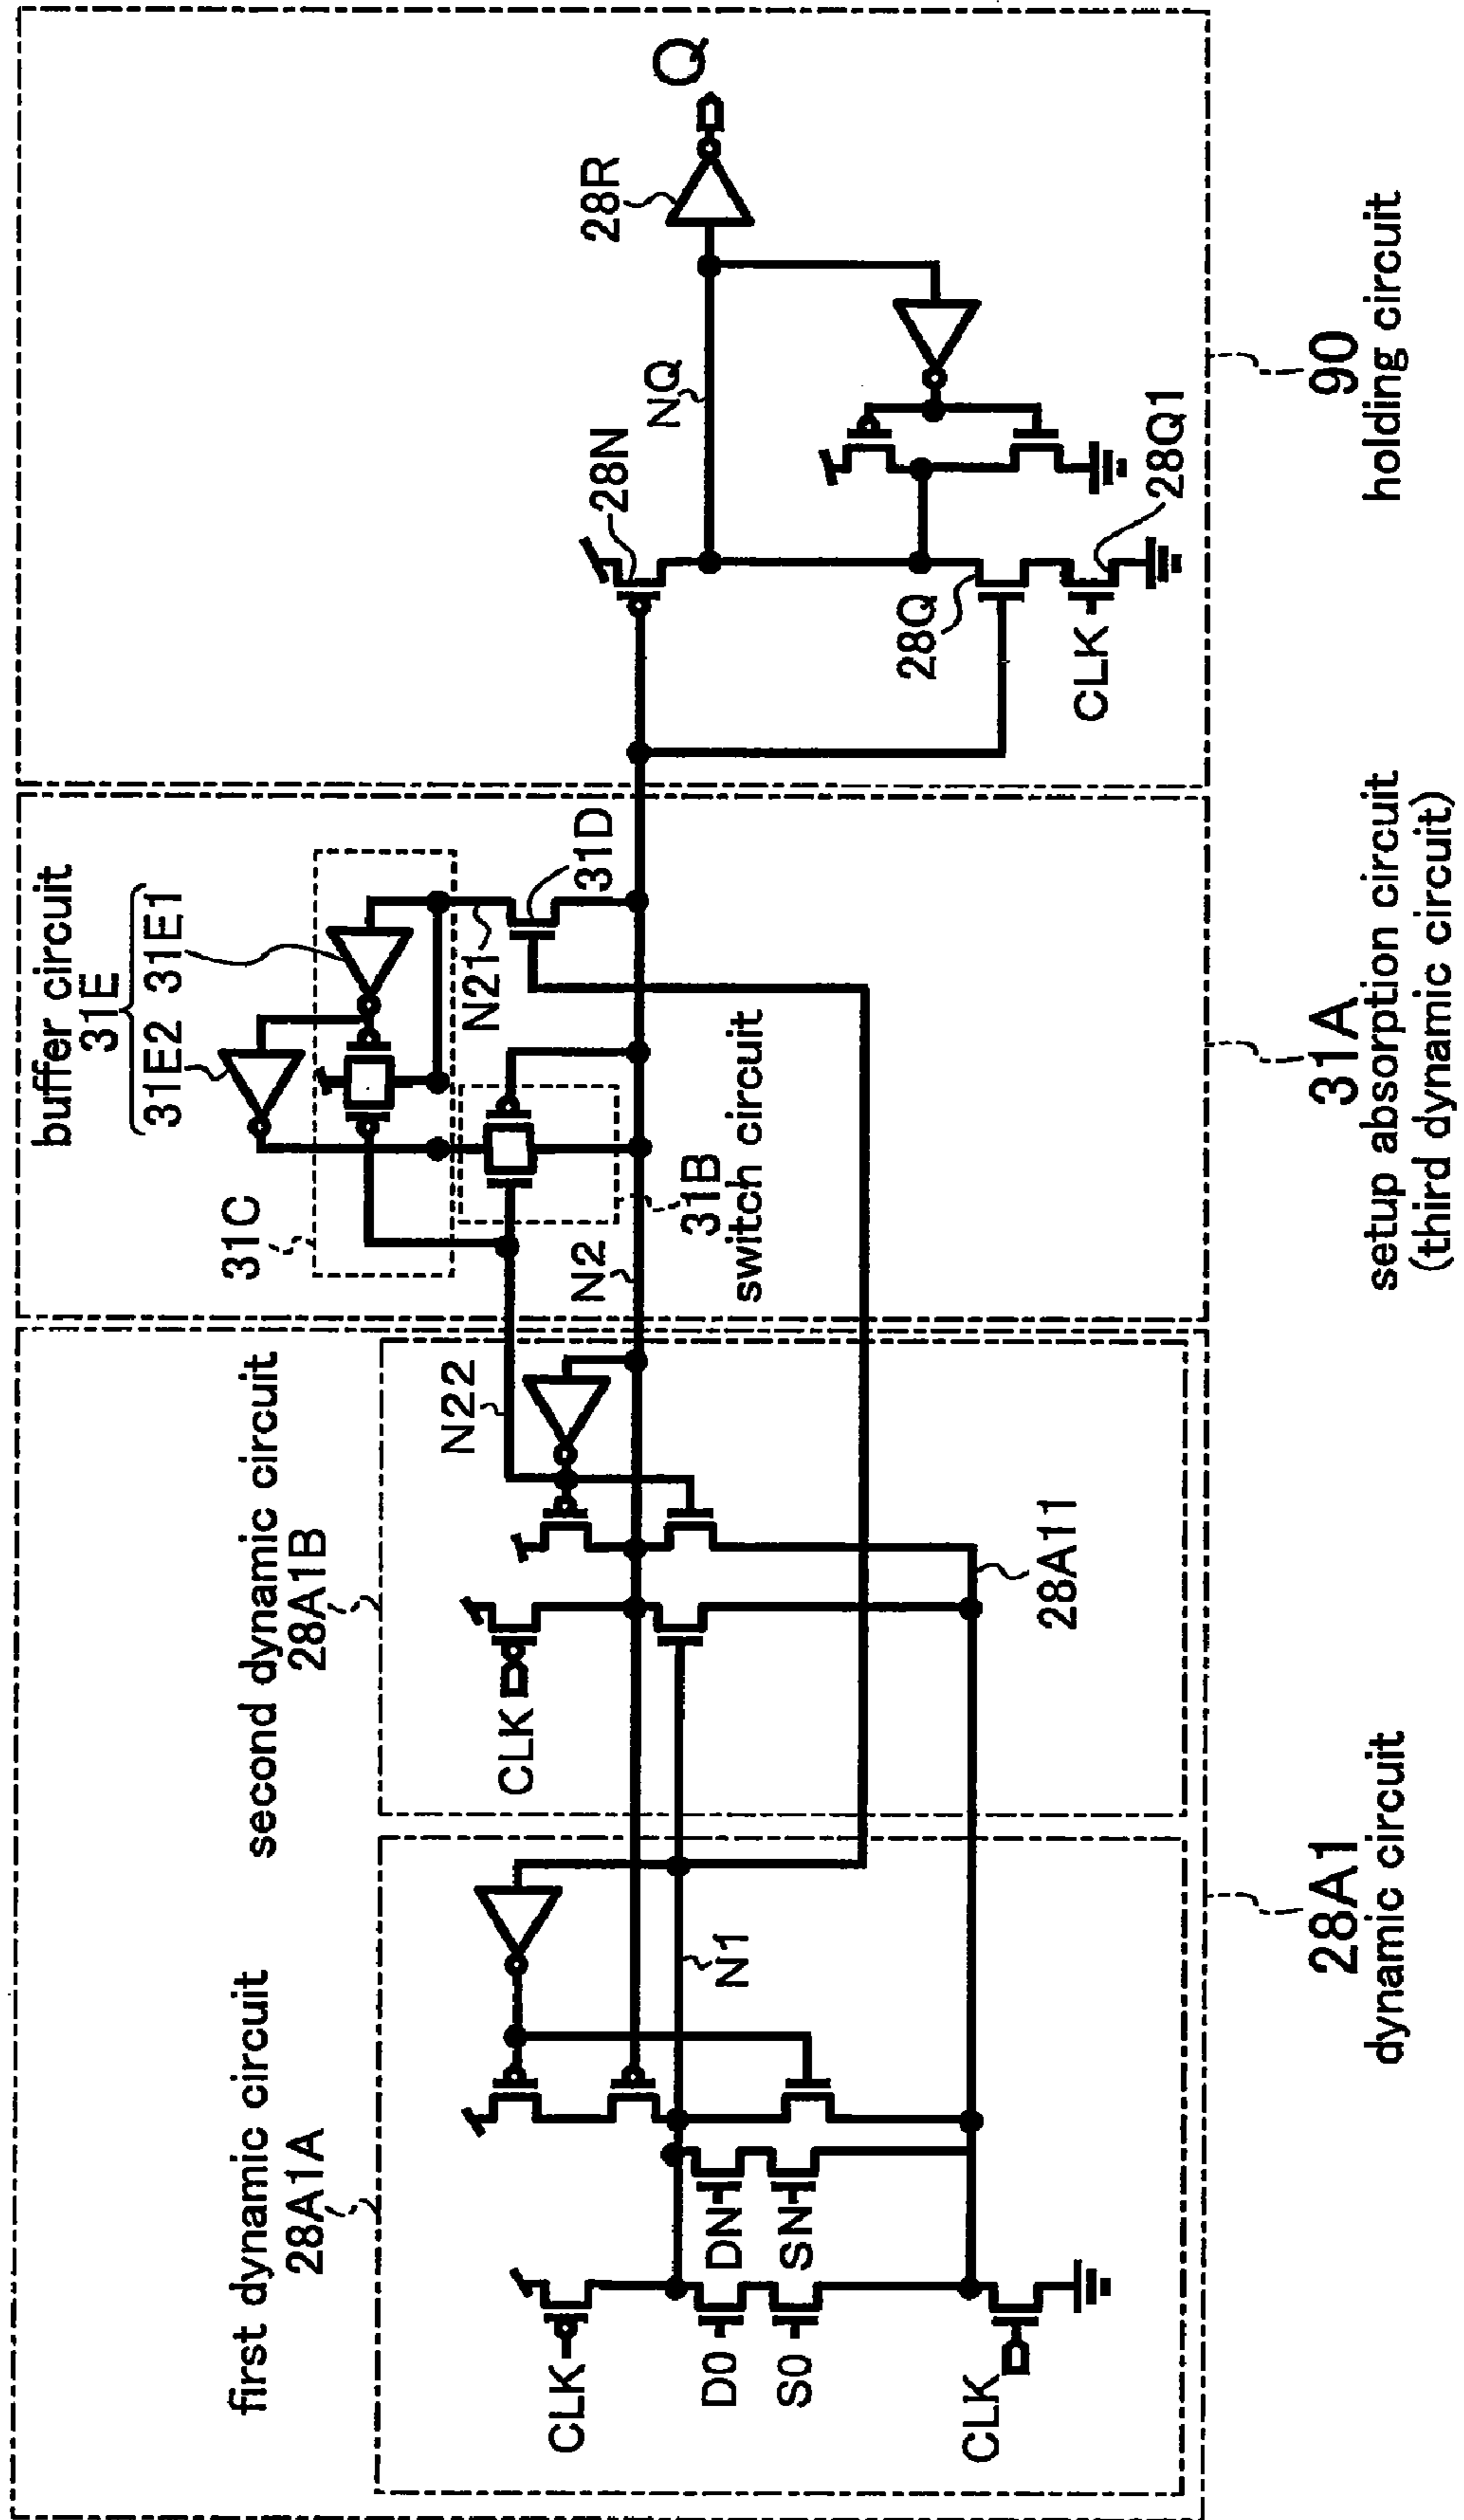 first dynamic circuit
28A1A
CLK
D0
S0
DN
SN
CLK
N1
second dynamic circuit
28A1B
CLK
N22
28A11
28A1
dynamic circuit
buffer circuit
31E
31E2 31E1
31C
N21
31D
N2
31B
switch circuit
31A
setup absorption circuit
(third dynamic circuit)
28N
NQ
28R
Q
28Q
CLK
28Q1
90
holding circuit